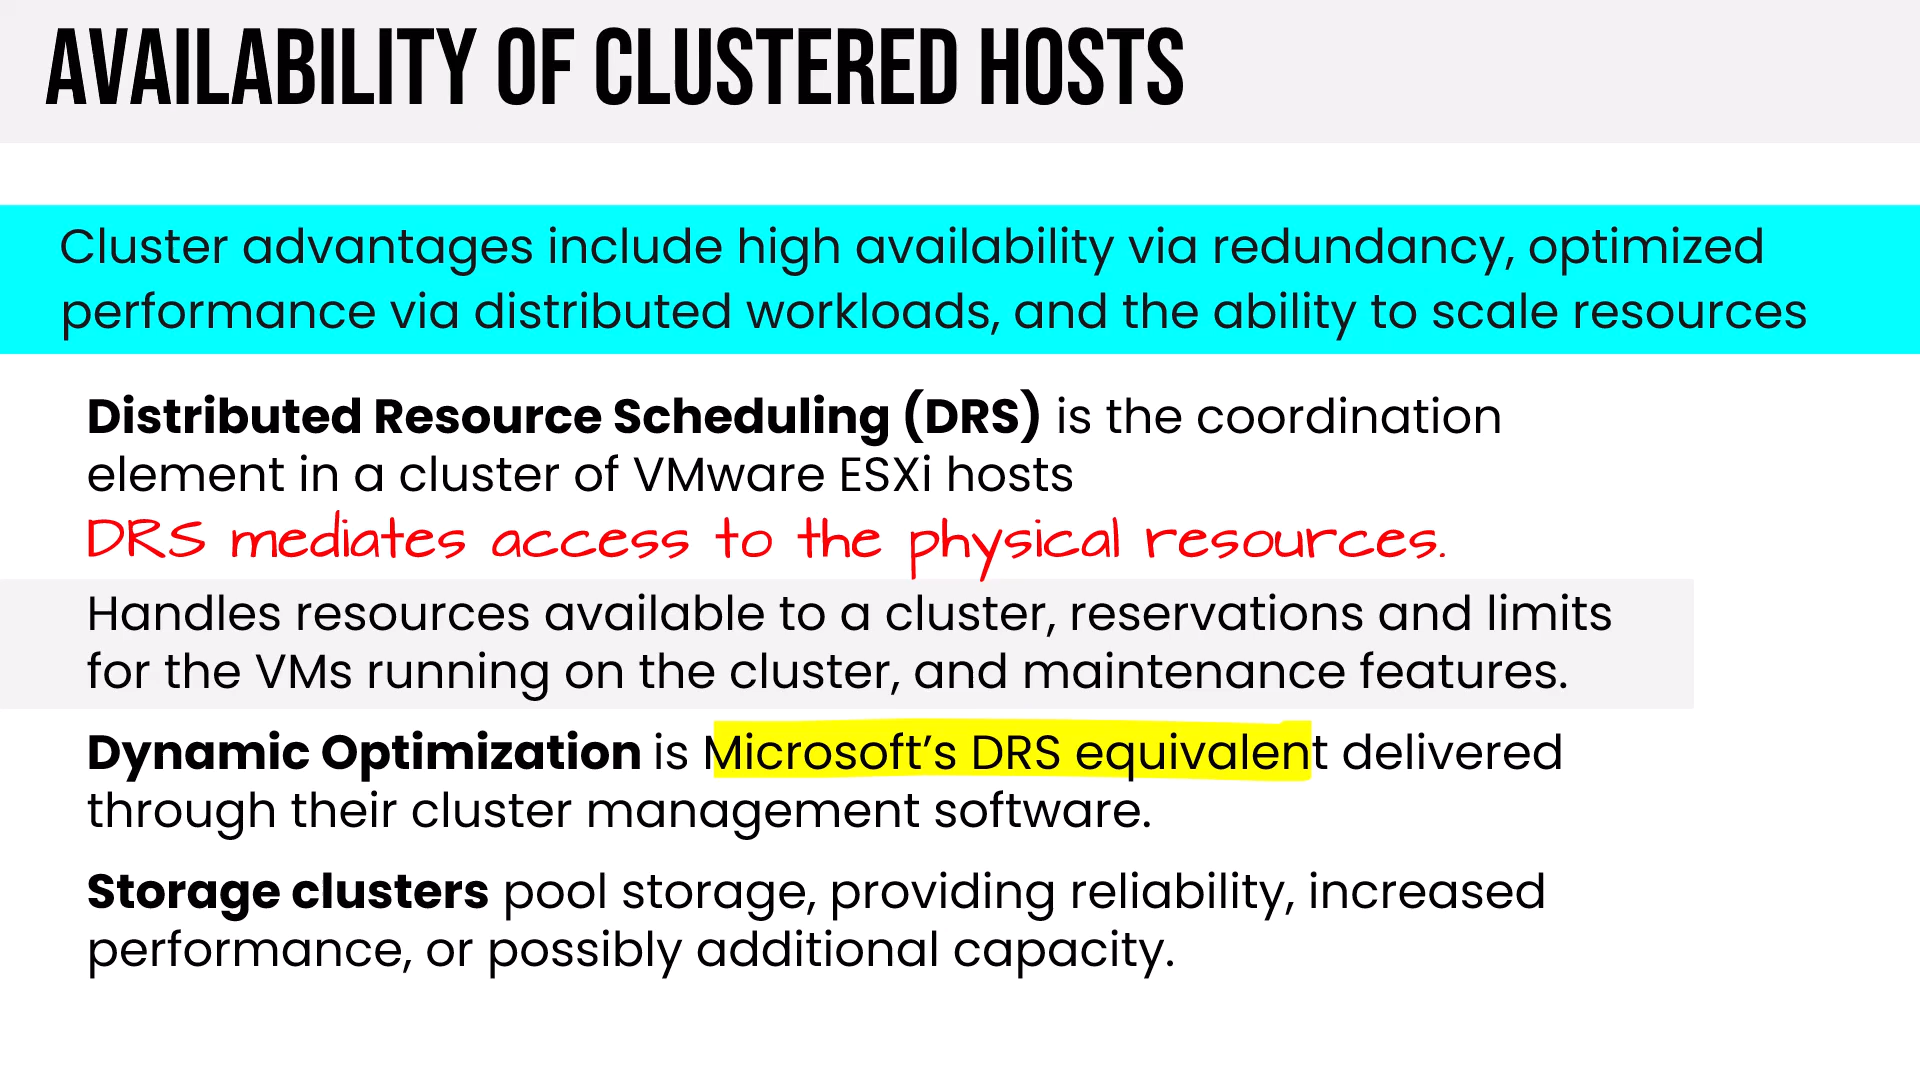 AVAILABILITY OF CLUSTERED HOSTS
Cluster advantages include high availability via redundancy, optimized
performance via distributed workloads, and the ability to scale resources
Distributed Resource Scheduling (DRS) is the coordination
element in a cluster of VMware ESXi hosts
DRS mediates access to the physical resources.
Handles resources available to a cluster, reservations and limits
for the VMs running on the cluster, and maintenance features.
Dynamic Optimization is Microsoft’s DRS equivalent delivered
through their cluster management software.
Storage clusters pool storage, providing reliability, increased
performance, or possibly additional capacity.